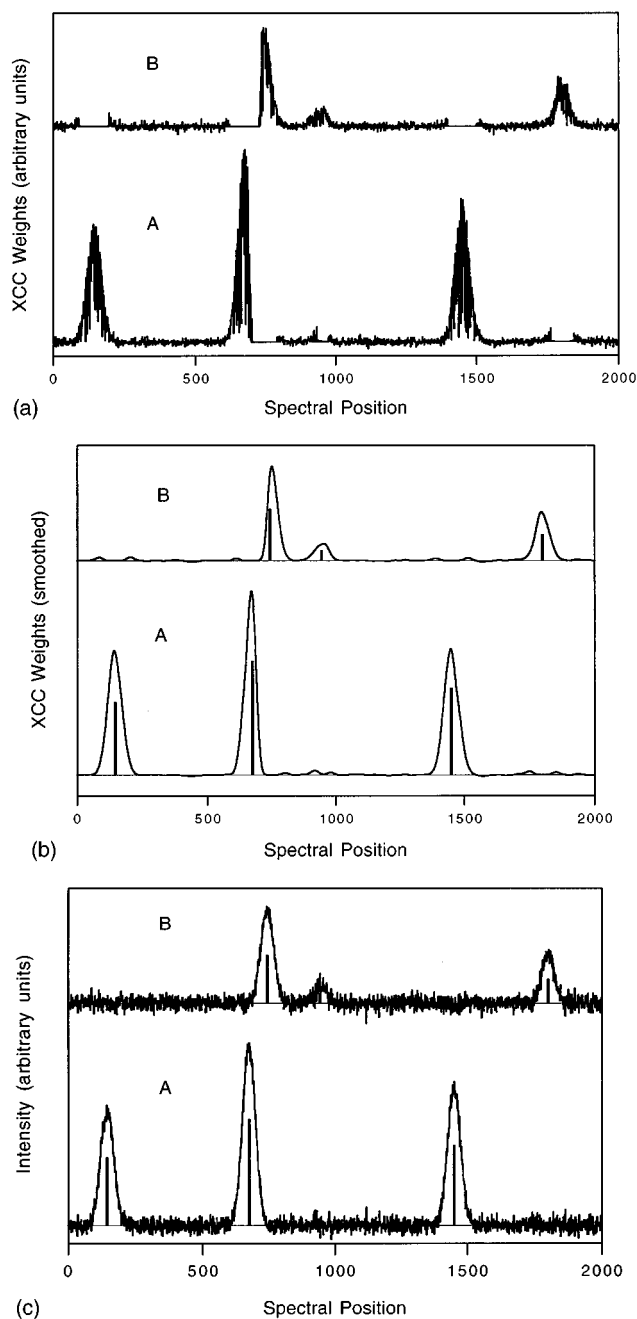 B
A
XCC Weights (arbitrary units)
0 500 1000 1500 2000
(a) Spectral Position
B
A
XCC Weights (smoothed)
0 500 1000 1500 2000
(b) Spectral Position
B
A
Intensity (arbitrary units)
0 500 1000 1500 2000
(c) Spectral Position